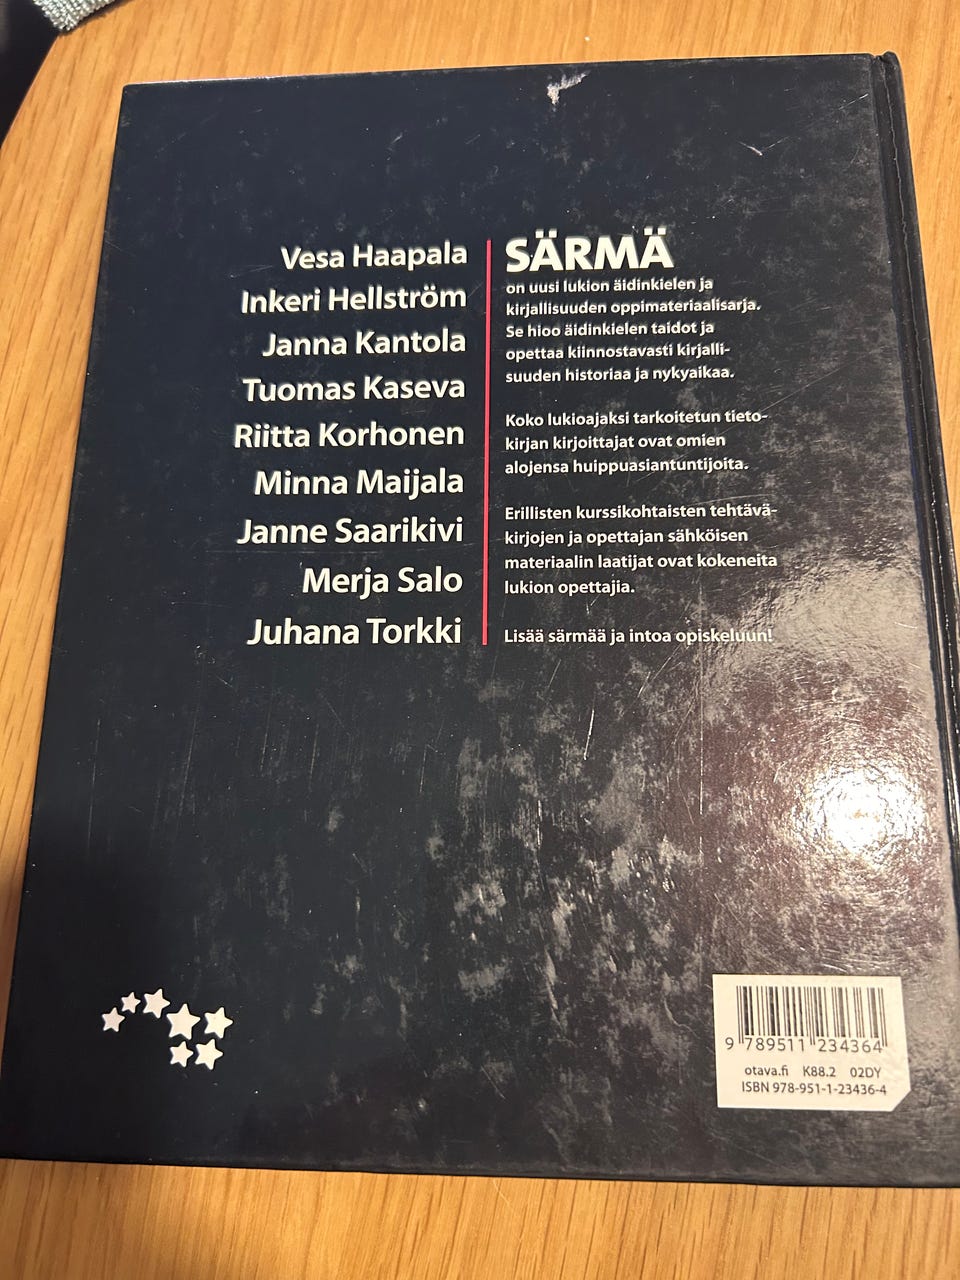 Vesa Haapala
Inkeri Hellström
Janna Kantola
Tuomas Kaseva
Riitta Korhonen
Minna Maijala
Janne Saarikivi
Merja Salo
Juhana Torkki
SÄRMÄ
on uusi lukion äidinkielen ja
kirjallisuuden oppimateriaalisarja.
Se hioo äidinkielen taidot ja
opettaa kiinnostavasti kirjalli-
suuden historiaa ja nykyaikaa.
Koko lukioajaksi tarkoitetun tieto-
kirjan kirjoittajat ovat omien
alojensa huippuasiantuntijoita.
Erillisten kurssikohtaisten tehtävä-
kirjojen ja opettajan sähköisen
materiaalin laatijat ovat kokeneita
lukion opettajia.
Lisää särmää ja intoa opiskeluun!
9 789511 234364
otava.fi K88.2 02DY
ISBN 978-951-1-23436-4